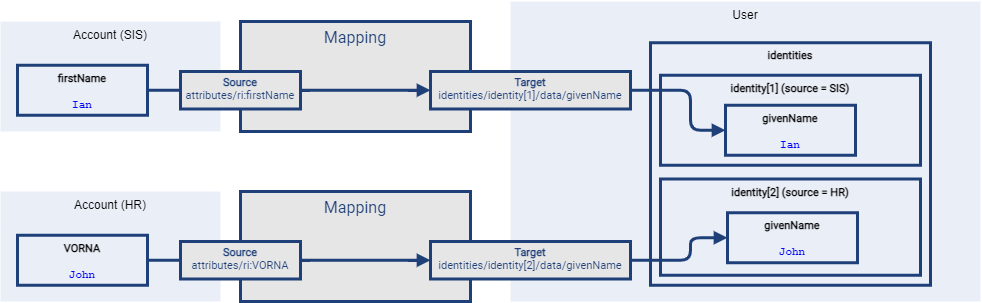 User
Account (SIS)
firstName
Ian
Mapping
Source
attributes/ri:firstName
Target
identities/identity[1]/data/givenName
identities
identity[1] (source = SIS)
givenName
Ian
Account (HR)
VORNA
John
Mapping
Source
attributes/ri:VORNA
Target
identities/identity[2]/data/givenName
identity[2] (source = HR)
givenName
John